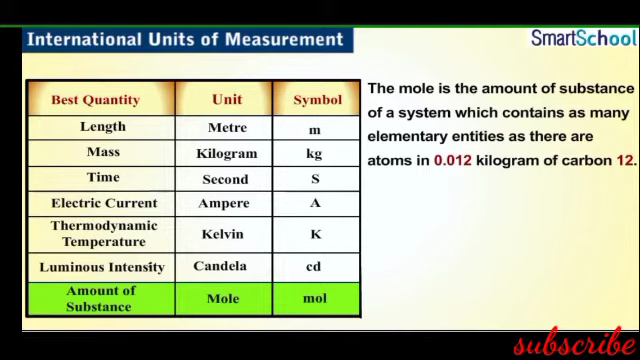 International Units of Measurement
SmartSchool
Best Quantity Unit Symbol
Length Metre m
Mass Kilogram kg
Time Second S
Electric Current Ampere A
Thermodynamic
Temperature Kelvin K
Luminous Intensity Candela cd
Amount of
Substance Mole mol
The mole is the amount of substance
of a system which contains as many
elementary entities as there are
atoms in 0.012 kilogram of carbon 12.
subscribe